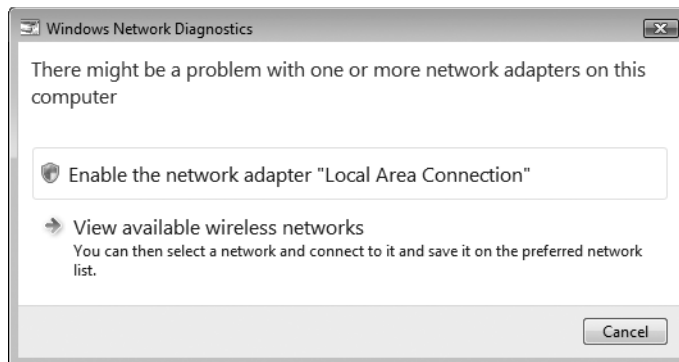 Windows Network Diagnostics
There might be a problem with one or more network adapters on this
computer
Enable the network adapter "Local Area Connection"
View available wireless networks
You can then select a network and connect to it and save it on the preferred network
list.
Cancel